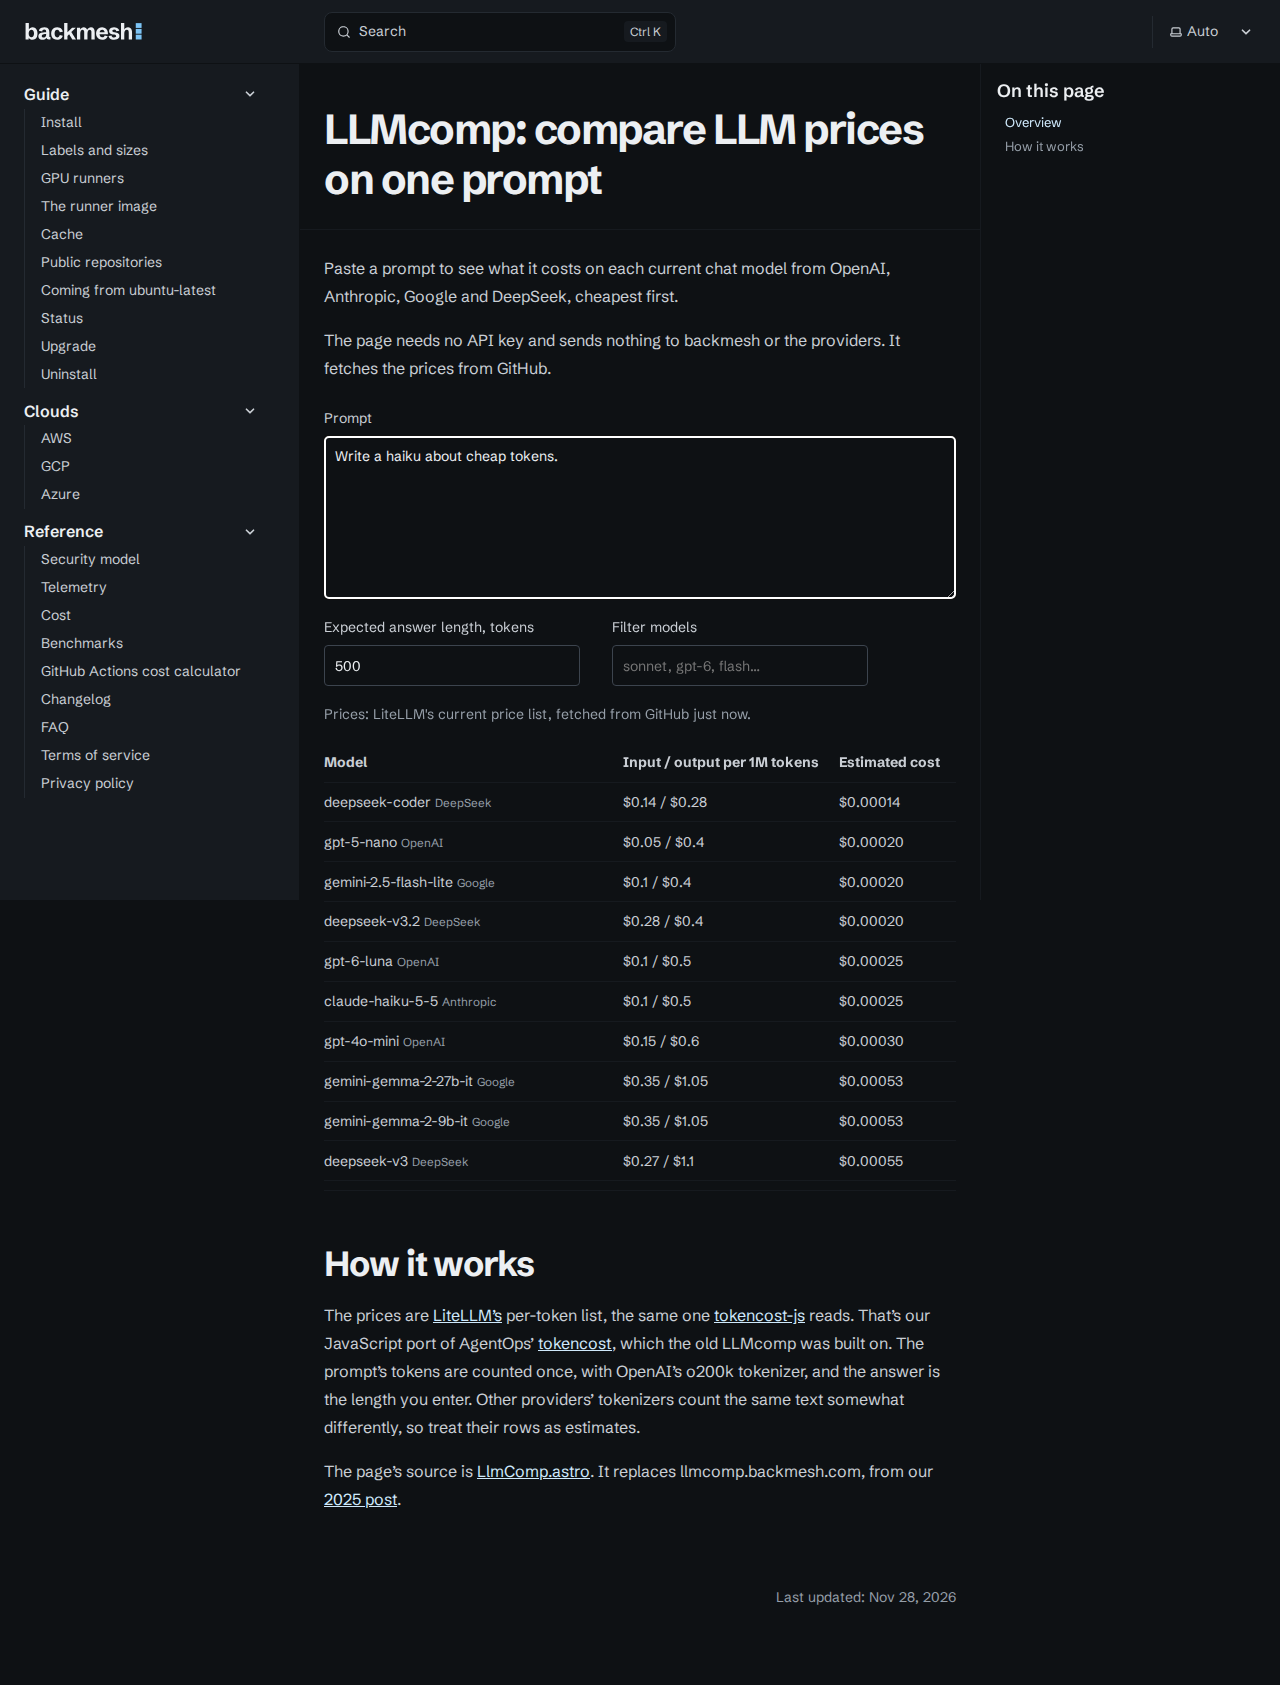 backmesh
Search
Ctrl K
Auto
Guide
Install
Labels and sizes
GPU runners
The runner image
Cache
Public repositories
Coming from ubuntu-latest
Status
Upgrade
Uninstall
Clouds
AWS
GCP
Azure
Reference
Security model
Telemetry
Cost
Benchmarks
GitHub Actions cost calculator
Changelog
FAQ
Terms of service
Privacy policy
LLMcomp: compare LLM prices
on one prompt
Paste a prompt to see what it costs on each current chat model from OpenAI,
Anthropic, Google and DeepSeek, cheapest first.
The page needs no API key and sends nothing to backmesh or the providers. It
fetches the prices from GitHub.
Prompt
Write a haiku about cheap tokens.
Expected answer length, tokens
Filter models
500
sonnet, gpt-6, flash...
Prices: LiteLLM's current price list, fetched from GitHub just now.
Model Input / output per 1M tokens Estimated cost
deepseek-coder DeepSeek $0.14 / $0.28 $0.00014
gpt-5-nano OpenAI $0.05 / $0.4 $0.00020
gemini-2.5-flash-lite Google $0.1 / $0.4 $0.00020
deepseek-v3.2 DeepSeek $0.28 / $0.4 $0.00020
gpt-6-luna OpenAI $0.1 / $0.5 $0.00025
claude-haiku-5-5 Anthropic $0.1 / $0.5 $0.00025
gpt-4o-mini OpenAI $0.15 / $0.6 $0.00030
gemini-gemma-2-27b-it Google $0.35 / $1.05 $0.00053
gemini-gemma-2-9b-it Google $0.35 / $1.05 $0.00053
deepseek-v3 DeepSeek $0.27 / $1.1 $0.00055
How it works
The prices are LiteLLM’s per-token list, the same one tokencost-js reads. That’s our
JavaScript port of AgentOps’ tokencost, which the old LLMcomp was built on. The
prompt’s tokens are counted once, with OpenAI’s o200k tokenizer, and the answer is
the length you enter. Other providers’ tokenizers count the same text somewhat
differently, so treat their rows as estimates.
The page’s source is LlmComp.astro. It replaces llmcomp.backmesh.com, from our
2025 post.
Last updated: Nov 28, 2026
On this page
Overview
How it works